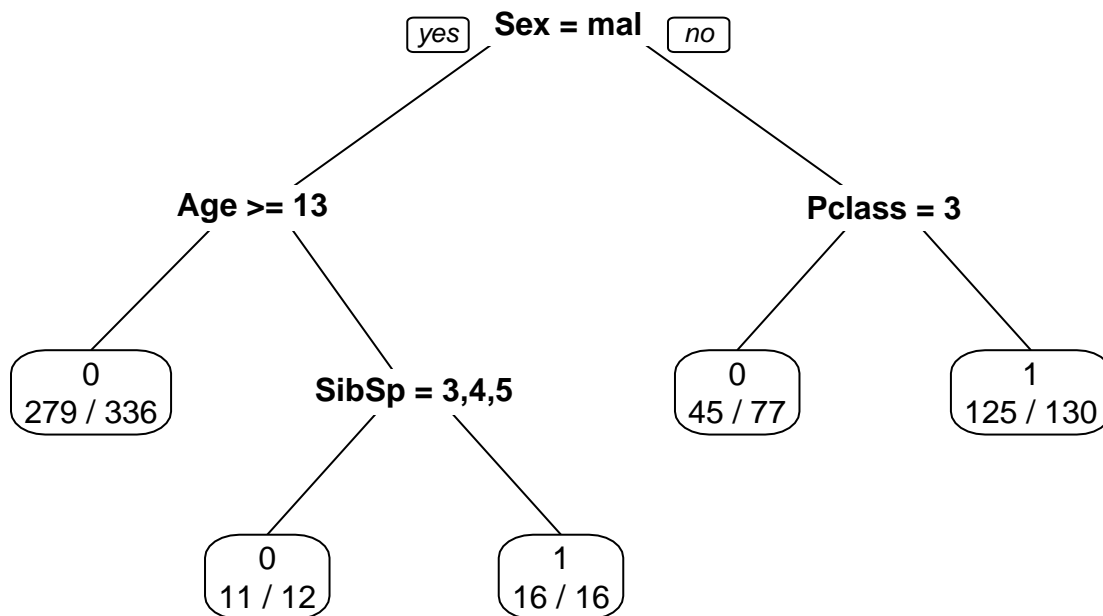 yes
Sex = mal
no
Age >= 13
Pclass = 3
0
279 / 336
SibSp = 3,4,5
0
45 / 77
1
125 / 130
0
11 / 12
1
16 / 16